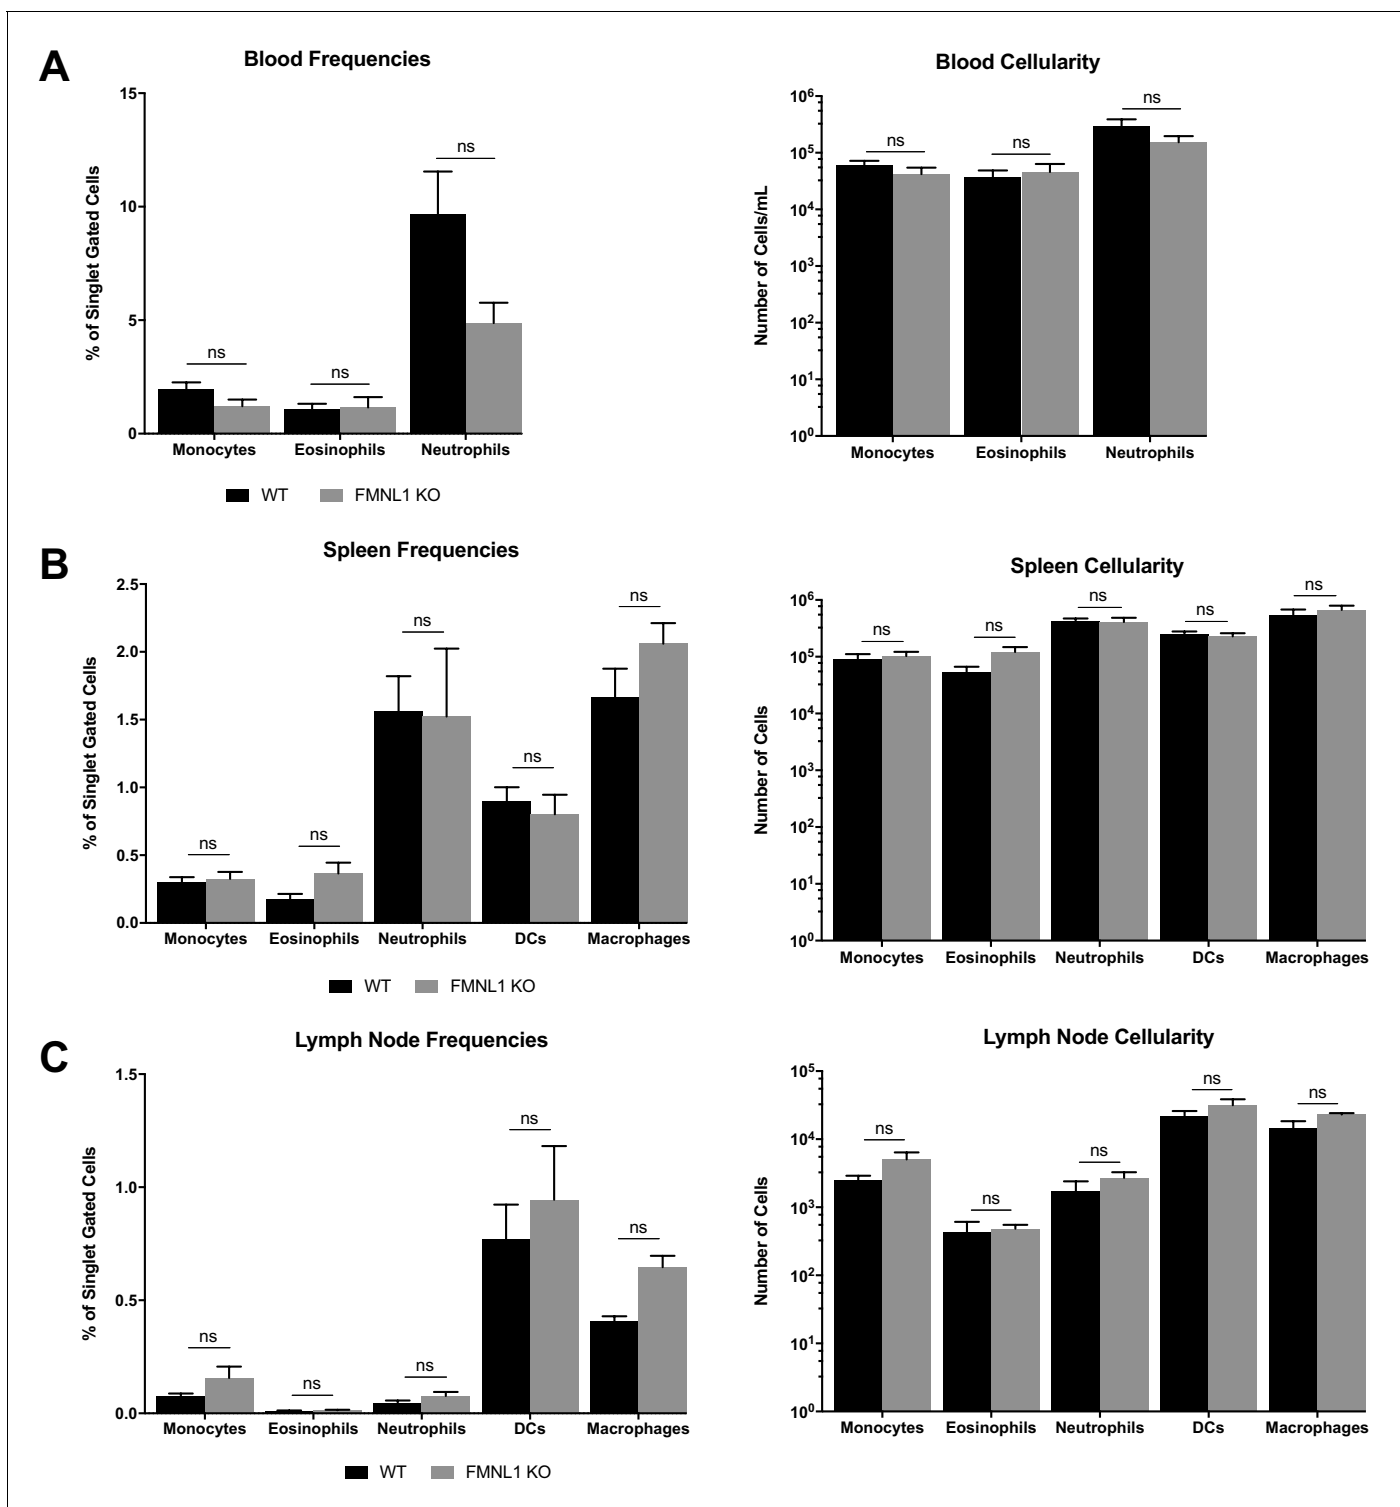 A
Blood Frequencies
% of Singlet Gated Cells
15
10
5
0
ns
ns
ns
Monocytes
Eosinophils
Neutrophils
WT
FMNL1 KO
Blood Cellularity
Number of Cells/mL
10⁶
10⁵
10⁴
10³
10²
10¹
10⁰
ns
ns
ns
Monocytes
Eosinophils
Neutrophils
B
Spleen Frequencies
% of Singlet Gated Cells
2.5
2.0
1.5
1.0
0.5
0.0
ns
ns
ns
ns
ns
Monocytes
Eosinophils
Neutrophils
DCs
Macrophages
WT
FMNL1 KO
Spleen Cellularity
Number of Cells
10⁶
10⁵
10⁴
10³
10²
10¹
10⁰
ns
ns
ns
ns
ns
Monocytes
Eosinophils
Neutrophils
DCs
Macrophages
C
Lymph Node Frequencies
% of Singlet Gated Cells
1.5
1.0
0.5
0.0
ns
ns
ns
ns
ns
Monocytes
Eosinophils
Neutrophils
DCs
Macrophages
WT
FMNL1 KO
Lymph Node Cellularity
Number of Cells
10⁵
10⁴
10³
10²
10¹
10⁰
ns
ns
ns
ns
ns
Monocytes
Eosinophils
Neutrophils
DCs
Macrophages